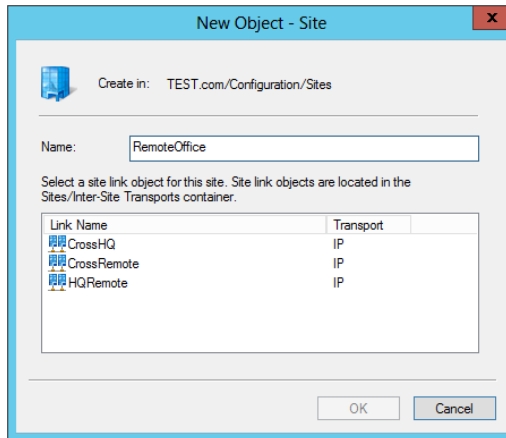 New Object - Site
x
Create in: TEST.com/Configuration/Sites
Name: RemoteOffice
Select a site link object for this site. Site link objects are located in the
Sites/Inter-Site Transports container.
Link Name Transport
CrossHQ IP
CrossRemote IP
HQRemote IP
OK Cancel